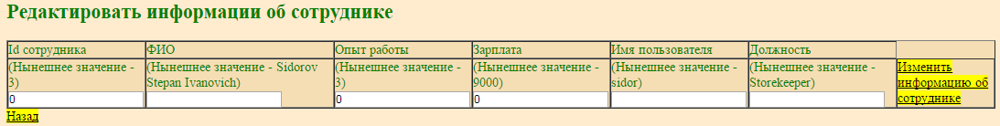 Редактировать информации об сотруднике
Id сотрудника ФИО Опыт работы Зарплата Имя пользователя Должность
(Нынешнее значение - (Нынешнее значение - Sidorov (Нынешнее значение - (Нынешнее значение - (Нынешнее значение - (Нынешнее значение - Изменить
3) Stepan Ivanovich) 3) 9000) sidor) Storekeeper) информацию об
0 0 0 сотруднике
Назад